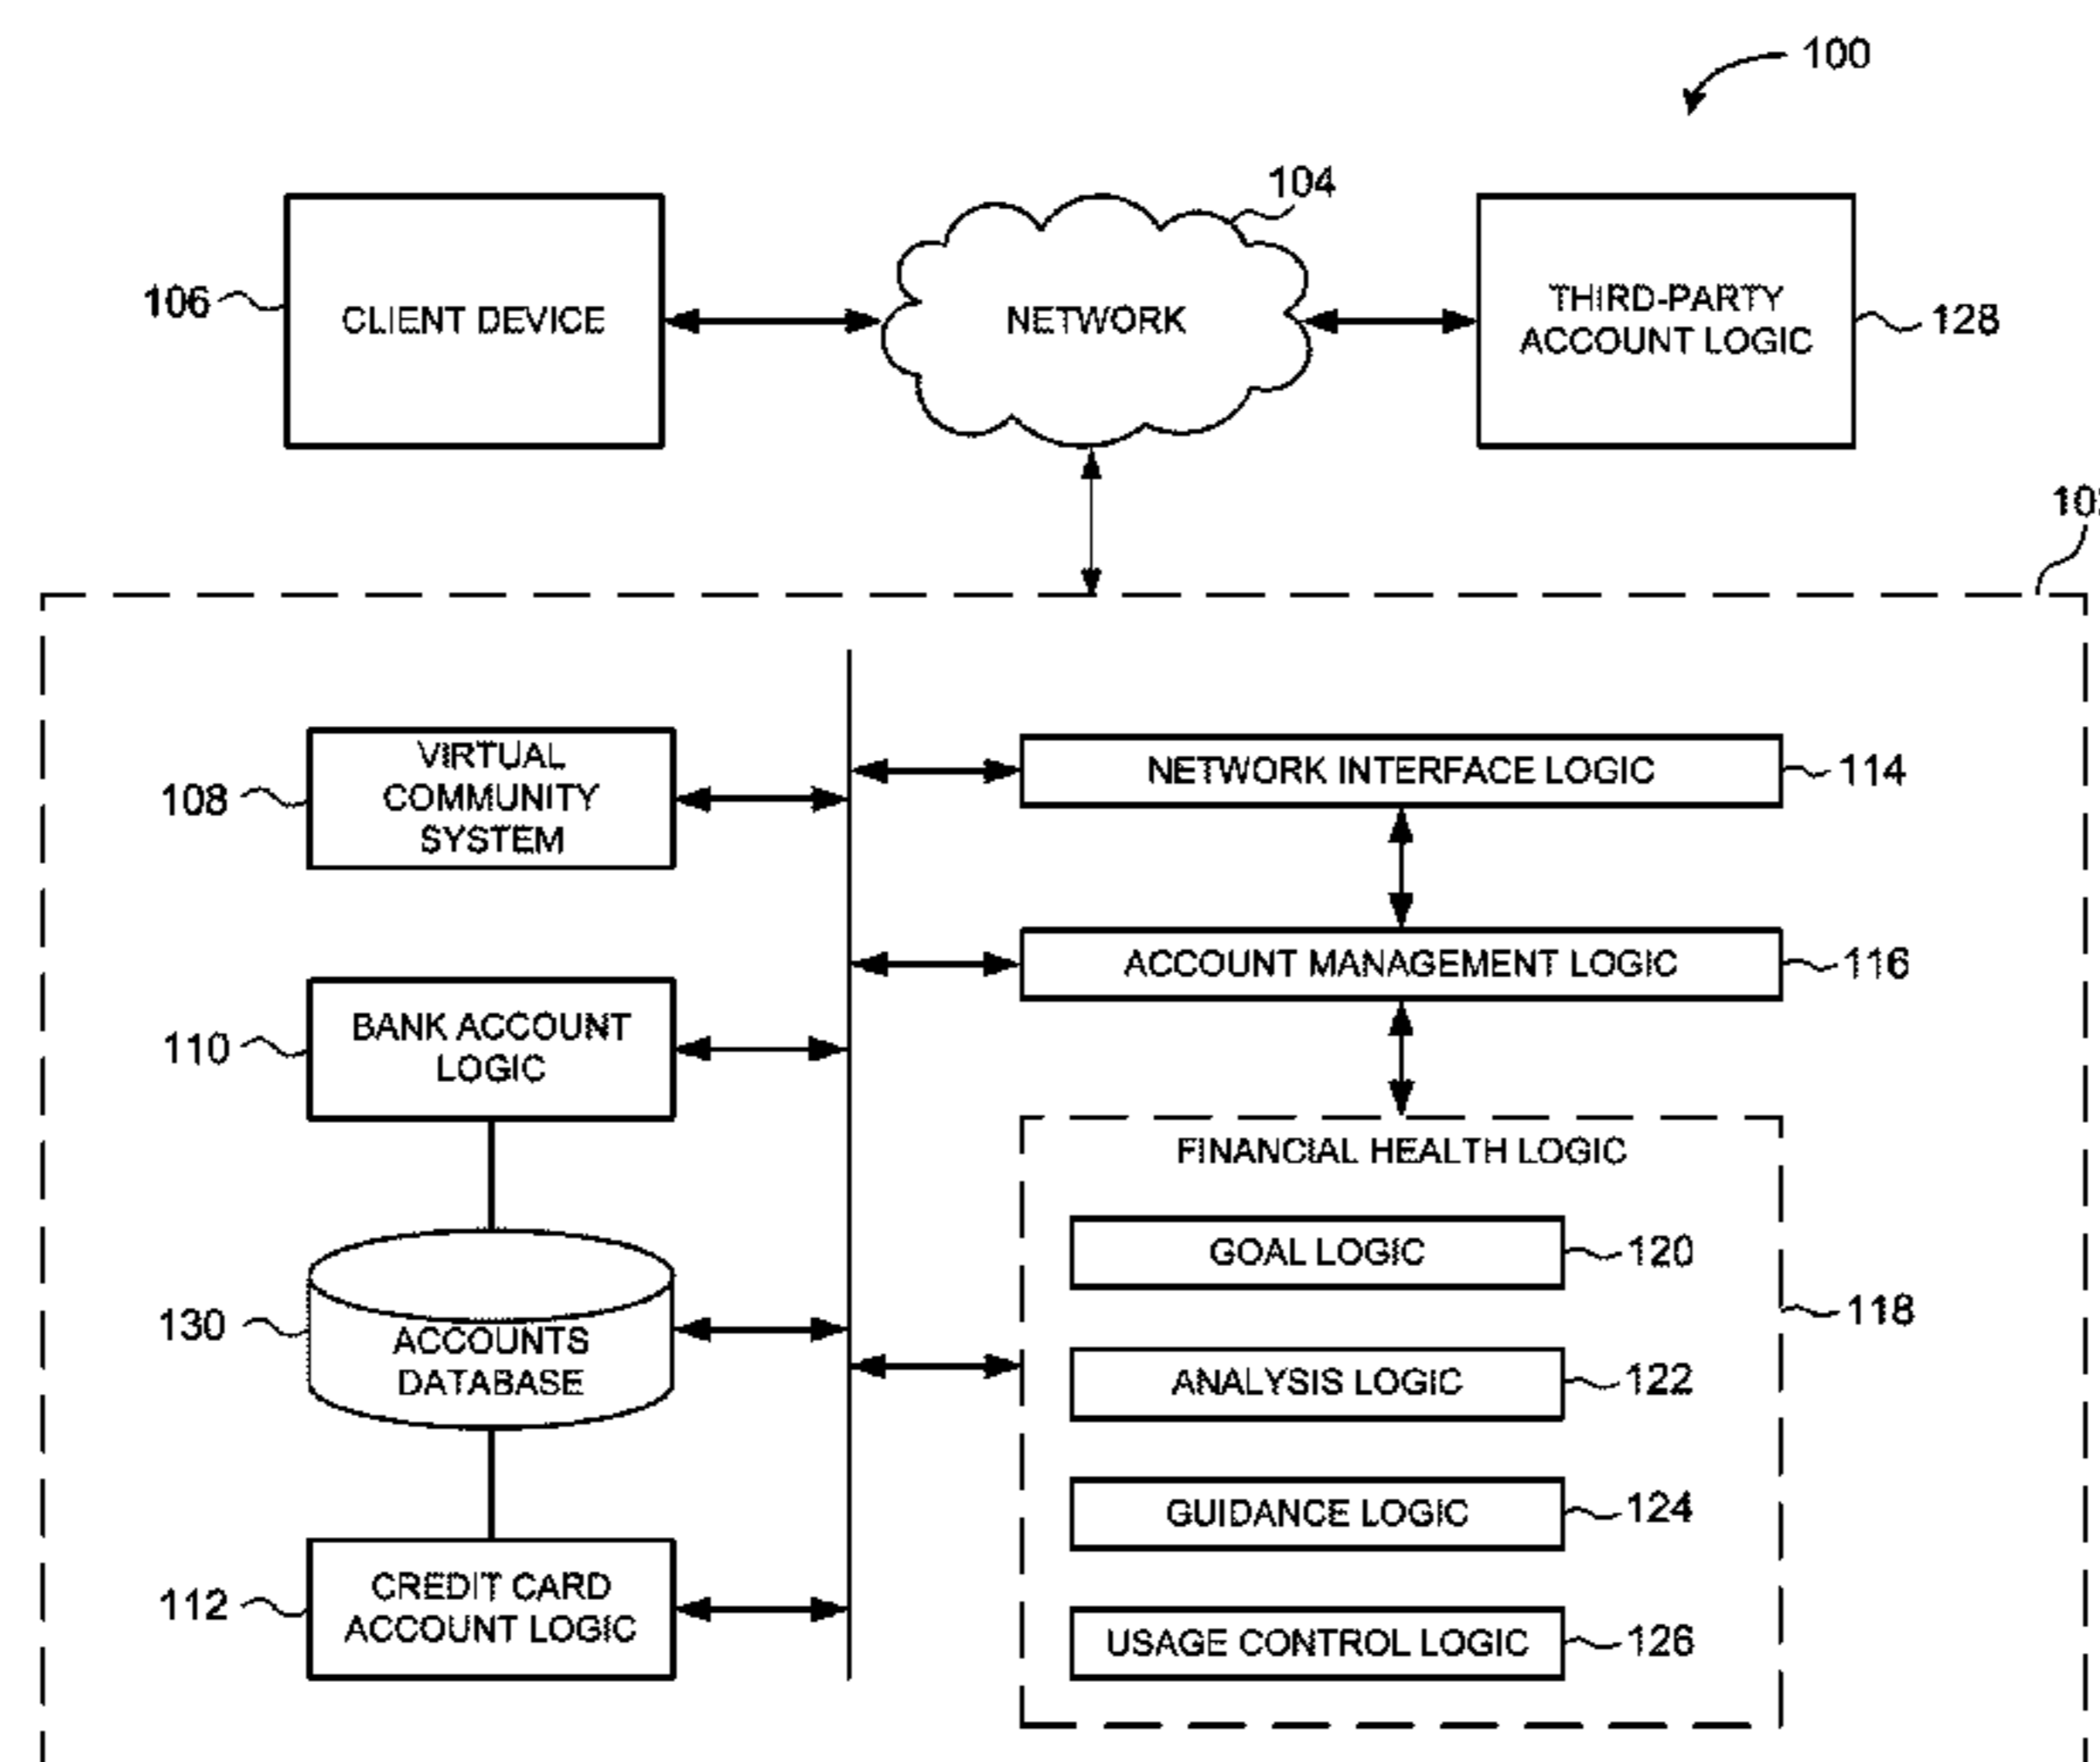 100
104
106
CLIENT DEVICE
NETWORK
THIRD-PARTY
ACCOUNT LOGIC
128
VIRTUAL
COMMUNITY
SYSTEM
108
NETWORK INTERFACE LOGIC
114
ACCOUNT MANAGEMENT LOGIC
116
BANK ACCOUNT
LOGIC
110
FINANCIAL HEALTH LOGIC
GOAL LOGIC
120
118
130
ACCOUNTS
DATABASE
ANALYSIS LOGIC
122
GUIDANCE LOGIC
124
CREDIT CARD
ACCOUNT LOGIC
112
USAGE CONTROL LOGIC
126